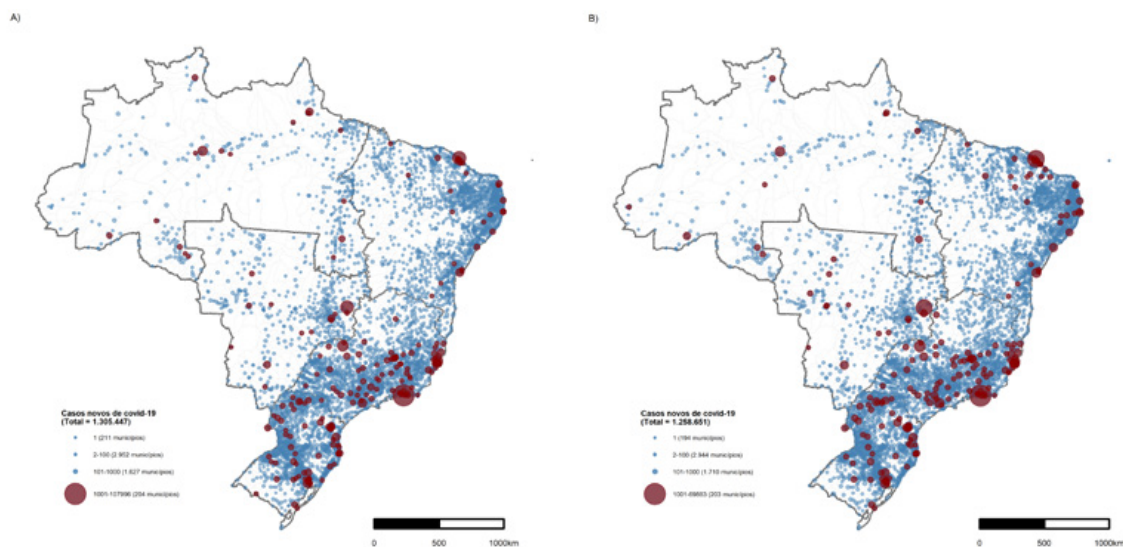 A)
B)
Casos novos de covid-19
(Total = 1.305.447)
1 (211 municípios)
2-100 (2.952 municípios)
101-1000 (1.627 municípios)
1001-137996 (204 municípios)
0 500 1000km
Casos novos de covid-19
(Total = 1.258.651)
1 (194 municípios)
2-100 (2.944 municípios)
101-1000 (1.710 municípios)
1001-89853 (203 municípios)
0 500 1000km